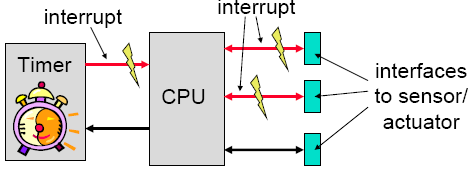 interrupt
interrupt
Timer
CPU
interfaces
to sensor/
actuator